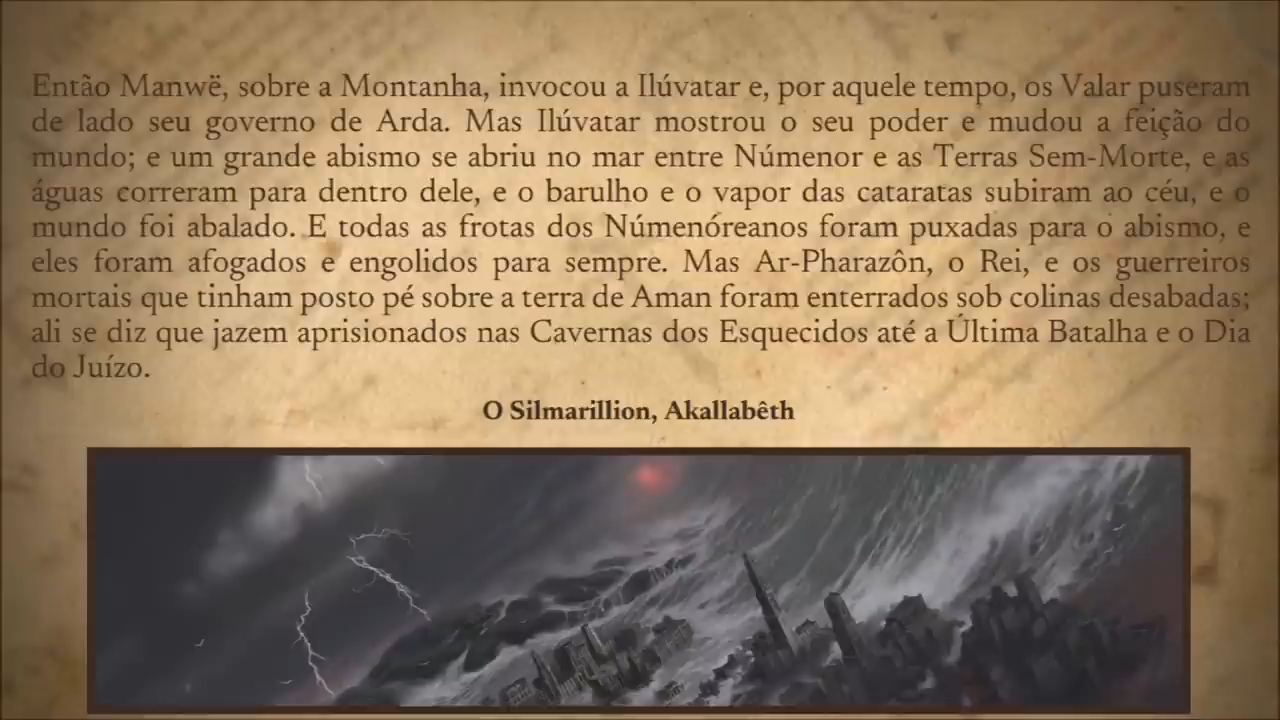 Então Manwë, sobre a Montanha, invocou a Ilúvatar e, por aquele tempo, os Valar puseram
de lado seu governo de Arda. Mas Ilúvatar mostrou o seu poder e mudou a feição do
mundo; e um grande abismo se abriu no mar entre Númenor e as Terras Sem-Morte, e as
águas correram para dentro dele, e o barulho e o vapor das cataratas subiram ao céu, e o
mundo foi abalado. E todas as frotas dos Númenóreanos foram puxadas para o abismo, e
eles foram afogados e engolidos para sempre. Mas Ar-Pharazôn, o Rei, e os guerreiros
mortais que tinham posto pé sobre a terra de Aman foram enterrados sob colinas desabadas;
ali se diz que jazem aprisionados nas Cavernas dos Esquecidos até a Última Batalha e o Dia
do Juízo.
O Silmarillion, Akallabêth